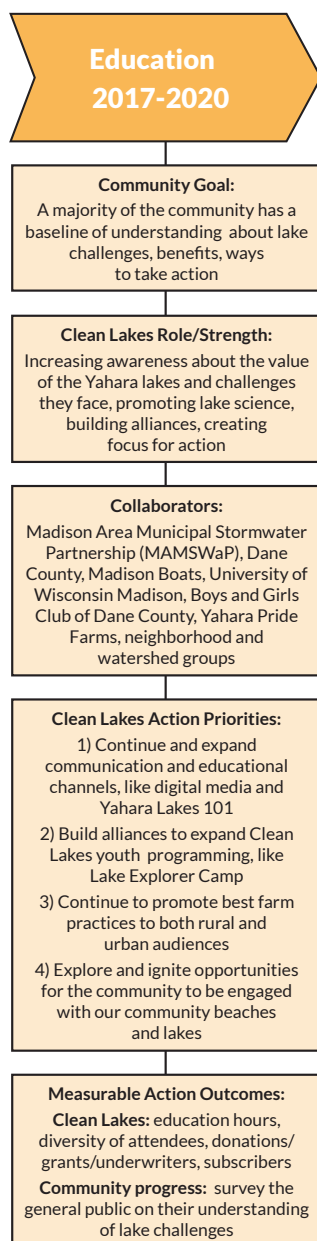 Education
2017-2020
Community Goal:
A majority of the community has a
baseline of understanding about lake
challenges, benefits, ways
to take action
Clean Lakes Role/Strength:
Increasing awareness about the value
of the Yahara lakes and challenges
they face, promoting lake science,
building alliances, creating
focus for action
Collaborators:
Madison Area Municipal Stormwater
Partnership (MAMSWaP), Dane
County, Madison Boats, University of
Wisconsin Madison, Boys and Girls
Club of Dane County, Yahara Pride
Farms, neighborhood and
watershed groups
Clean Lakes Action Priorities:
1) Continue and expand
communication and educational
channels, like digital media and
Yahara Lakes 101
2) Build alliances to expand Clean
Lakes youth programming, like
Lake Explorer Camp
3) Continue to promote best farm
practices to both rural and
urban audiences
4) Explore and ignite opportunities
for the community to be engaged
with our community beaches
and lakes
Measurable Action Outcomes:
Clean Lakes: education hours,
diversity of attendees, donations/
grants/underwriters, subscribers
Community progress: survey the
general public on their understanding
of lake challenges